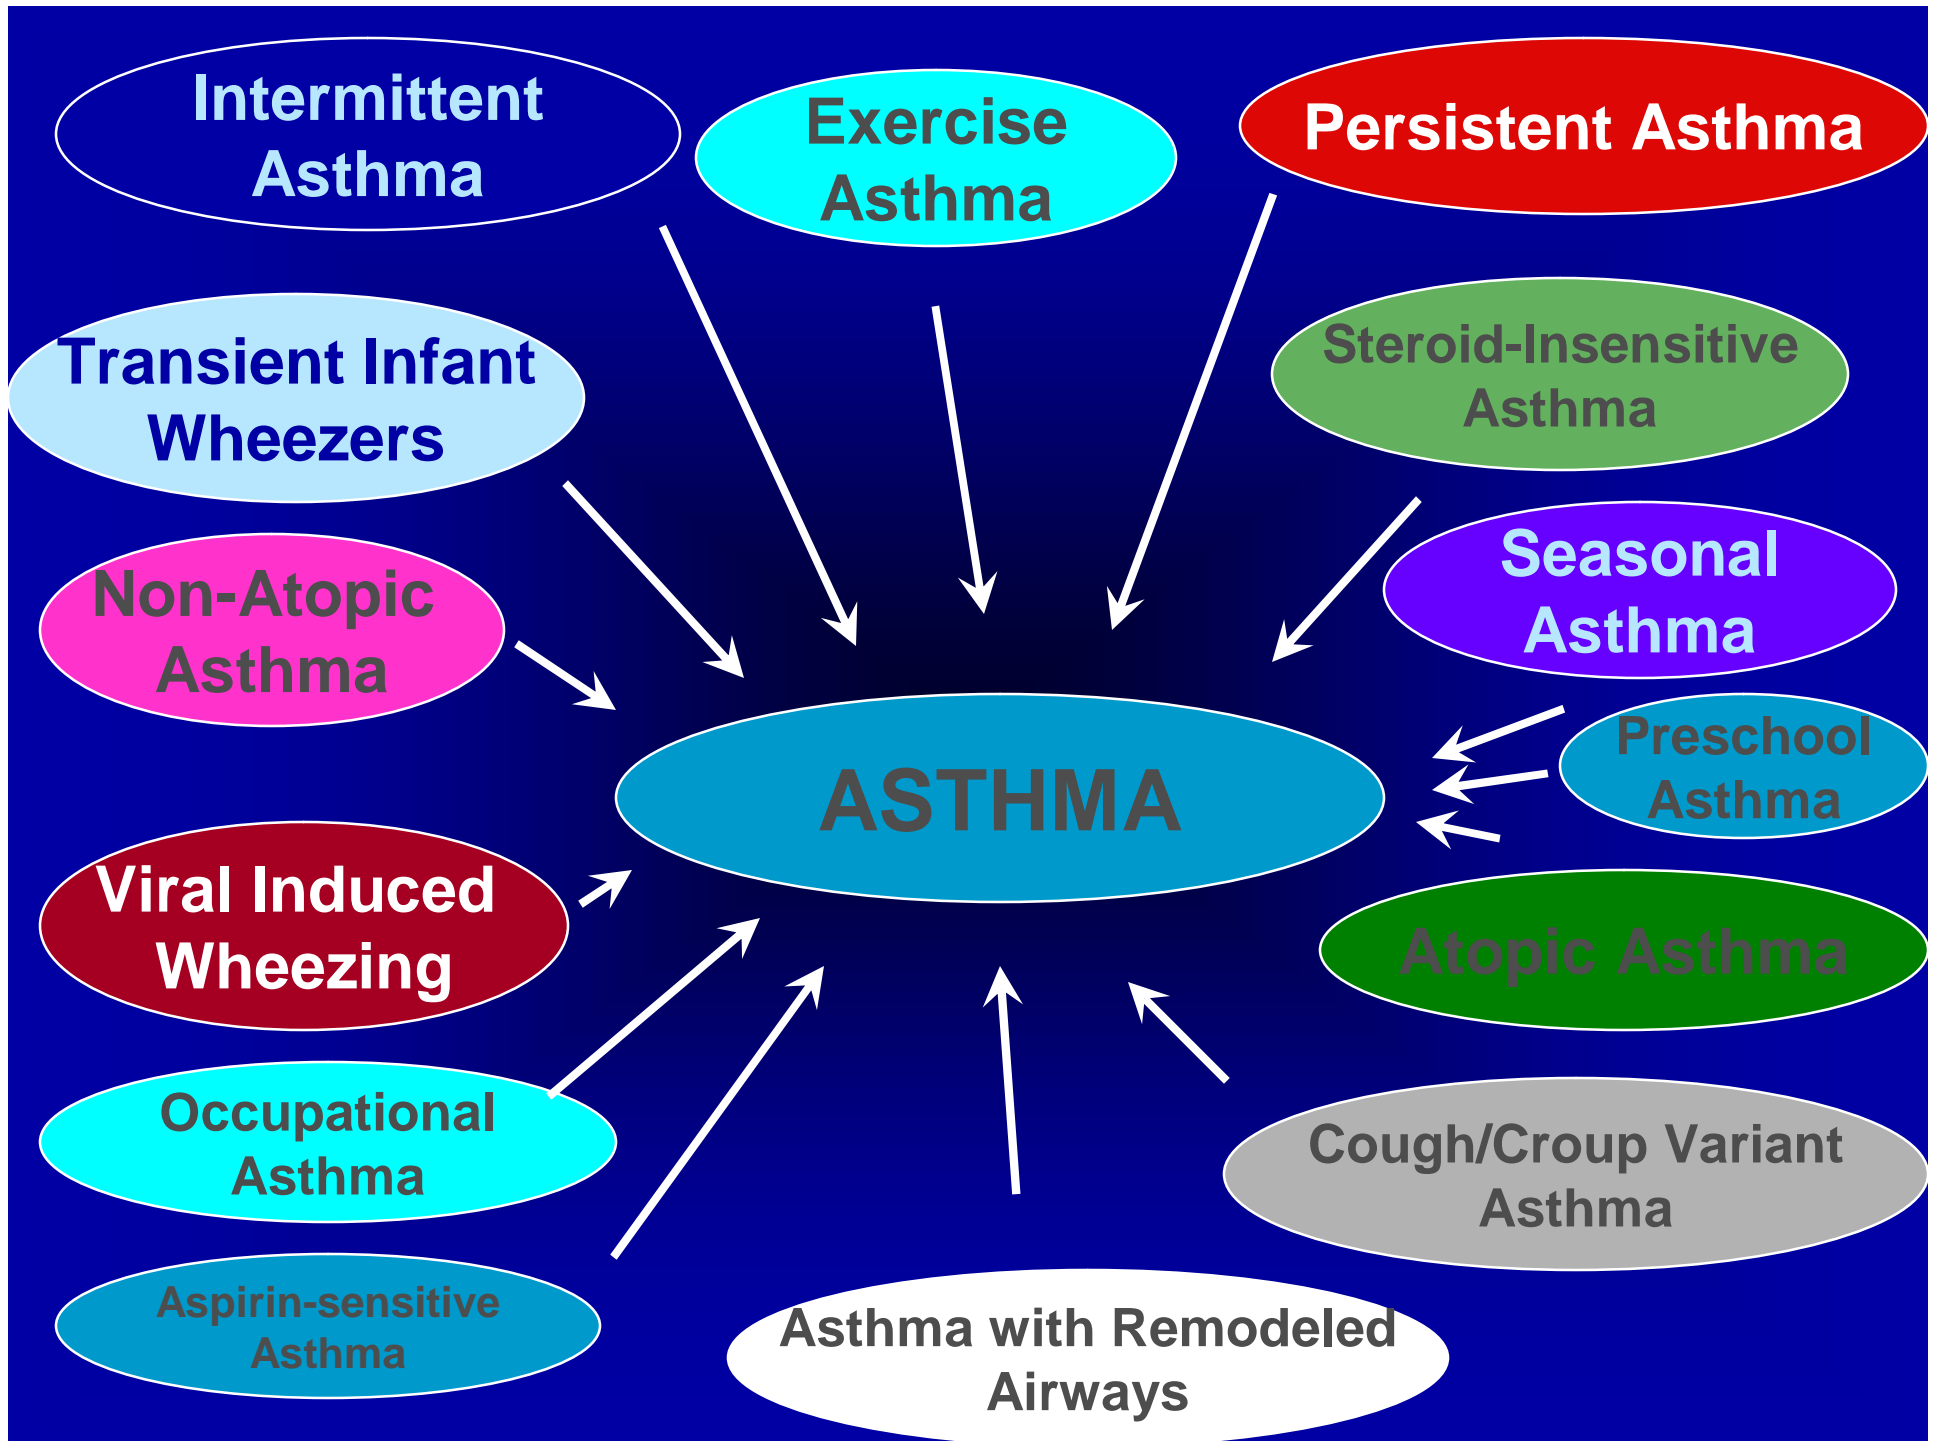 Intermittent
Asthma
Exercise
Asthma
Persistent Asthma
Transient Infant
Wheezers
Steroid-Insensitive
Asthma
Non-Atopic
Asthma
Seasonal
Asthma
ASTHMA
Preschool
Asthma
Viral Induced
Wheezing
Atopic Asthma
Occupational
Asthma
Cough/Croup Variant
Asthma
Aspirin-sensitive
Asthma
Asthma with Remodeled
Airways